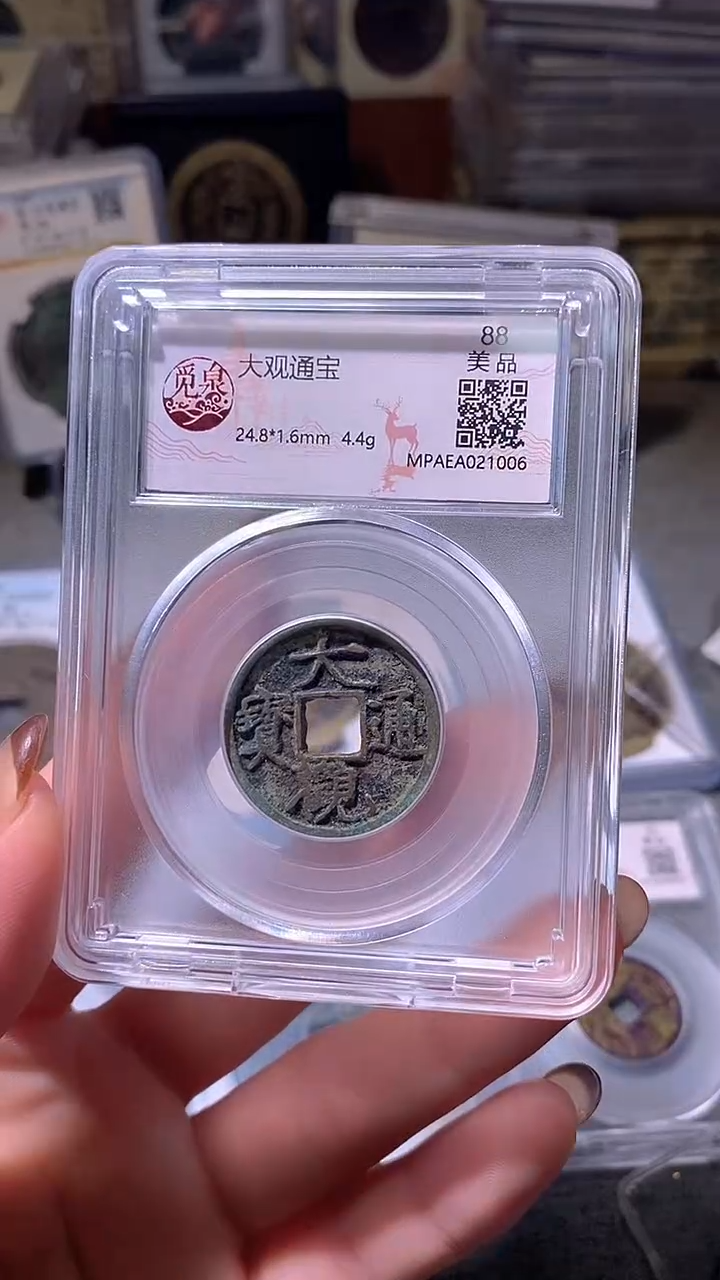 88
美品
觅泉
大观通宝
24.8*1.6mm 4.4g
MPAEA021006
大
寶 通
觀